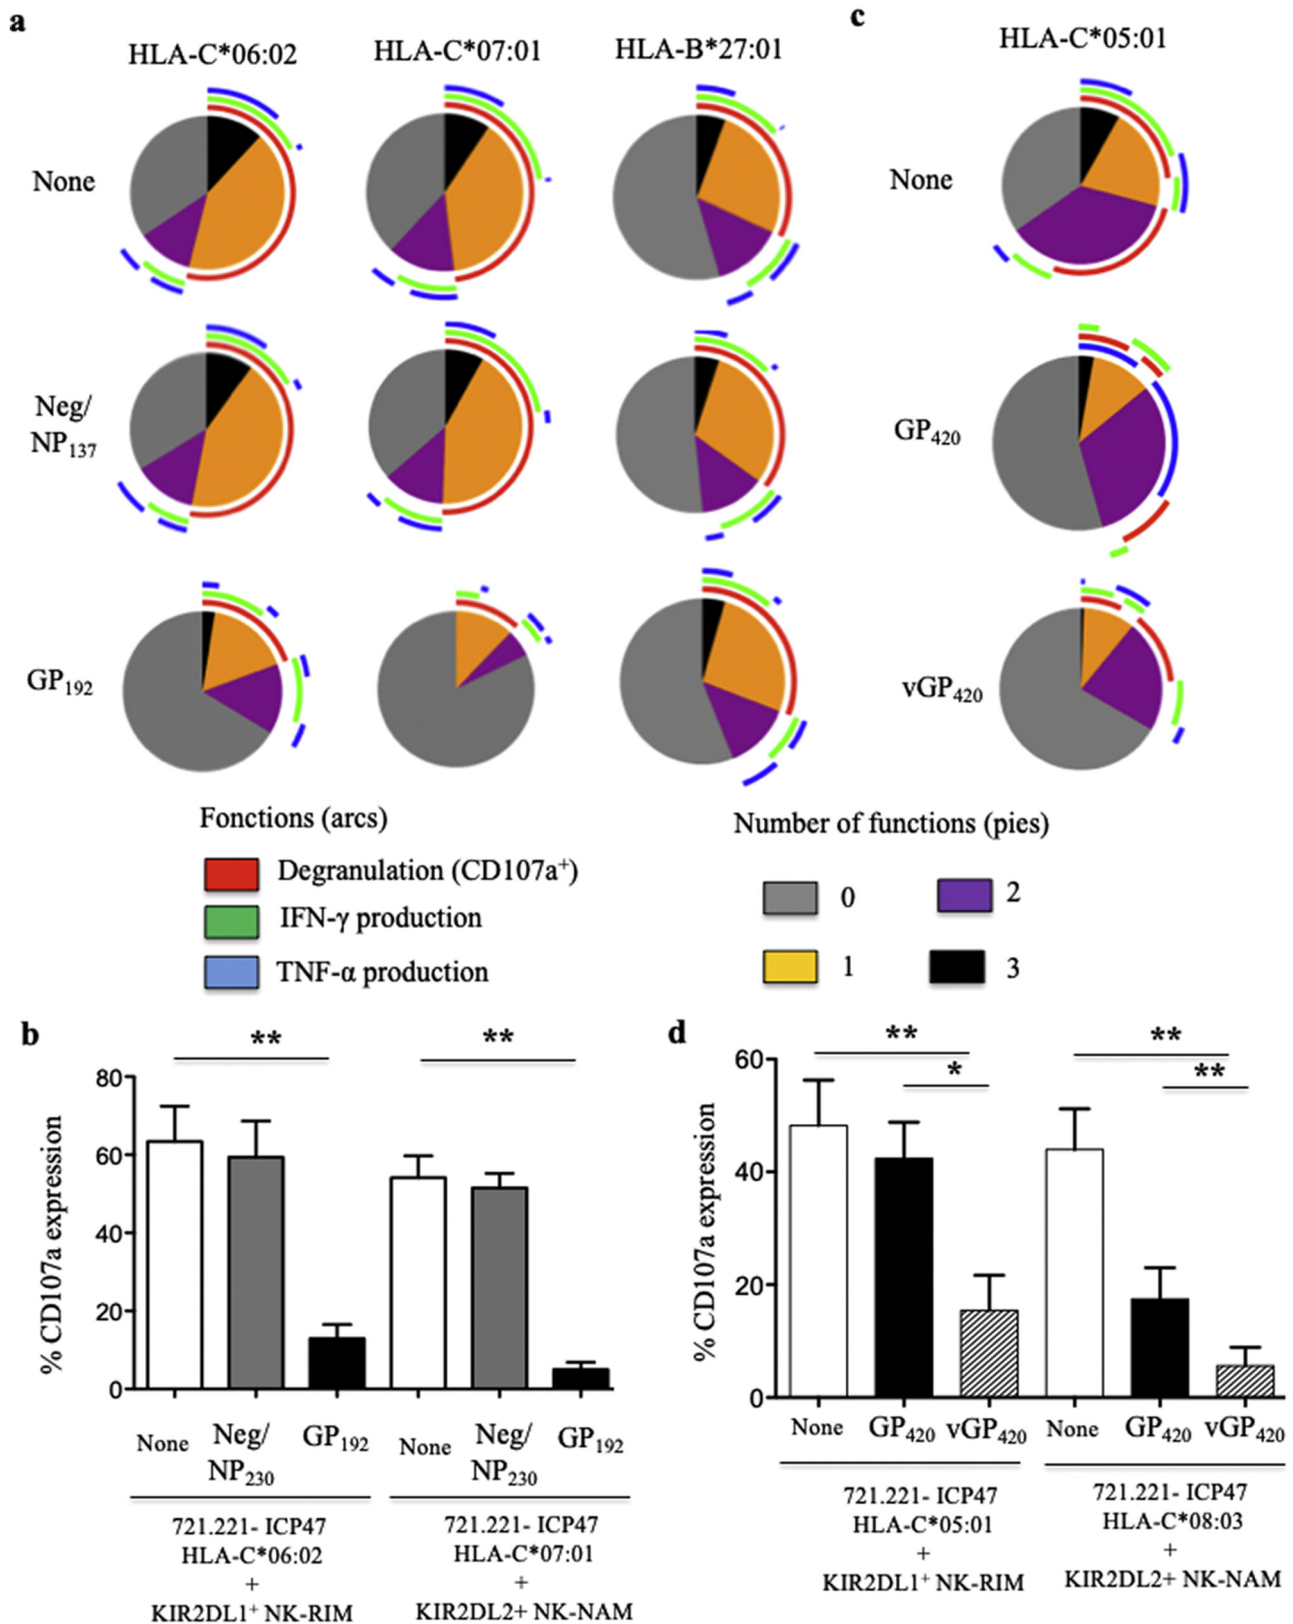 a
HLA-C*06:02
HLA-C*07:01
HLA-B*27:01
None
Neg/
NP137
GP192
c
HLA-C*05:01
None
GP420
vGP420
Fonctions (arcs)
Degranulation (CD107a+)
IFN-γ production
TNF-α production
Number of functions (pies)
0
2
1
3
b
% CD107a expression
80
60
40
20
0
**
**
None
Neg/
NP230
GP192
None
Neg/
NP230
GP192
721.221- ICP47
HLA-C*06:02
+
KIR2DL1+ NK-RIM
721.221- ICP47
HLA-C*07:01
+
KIR2DL2+ NK-NAM
d
% CD107a expression
60
40
20
0
**
*
**
**
None
GP420
vGP420
None
GP420
vGP420
721.221- ICP47
HLA-C*05:01
+
KIR2DL1+ NK-RIM
721.221- ICP47
HLA-C*08:03
+
KIR2DL2+ NK-NAM